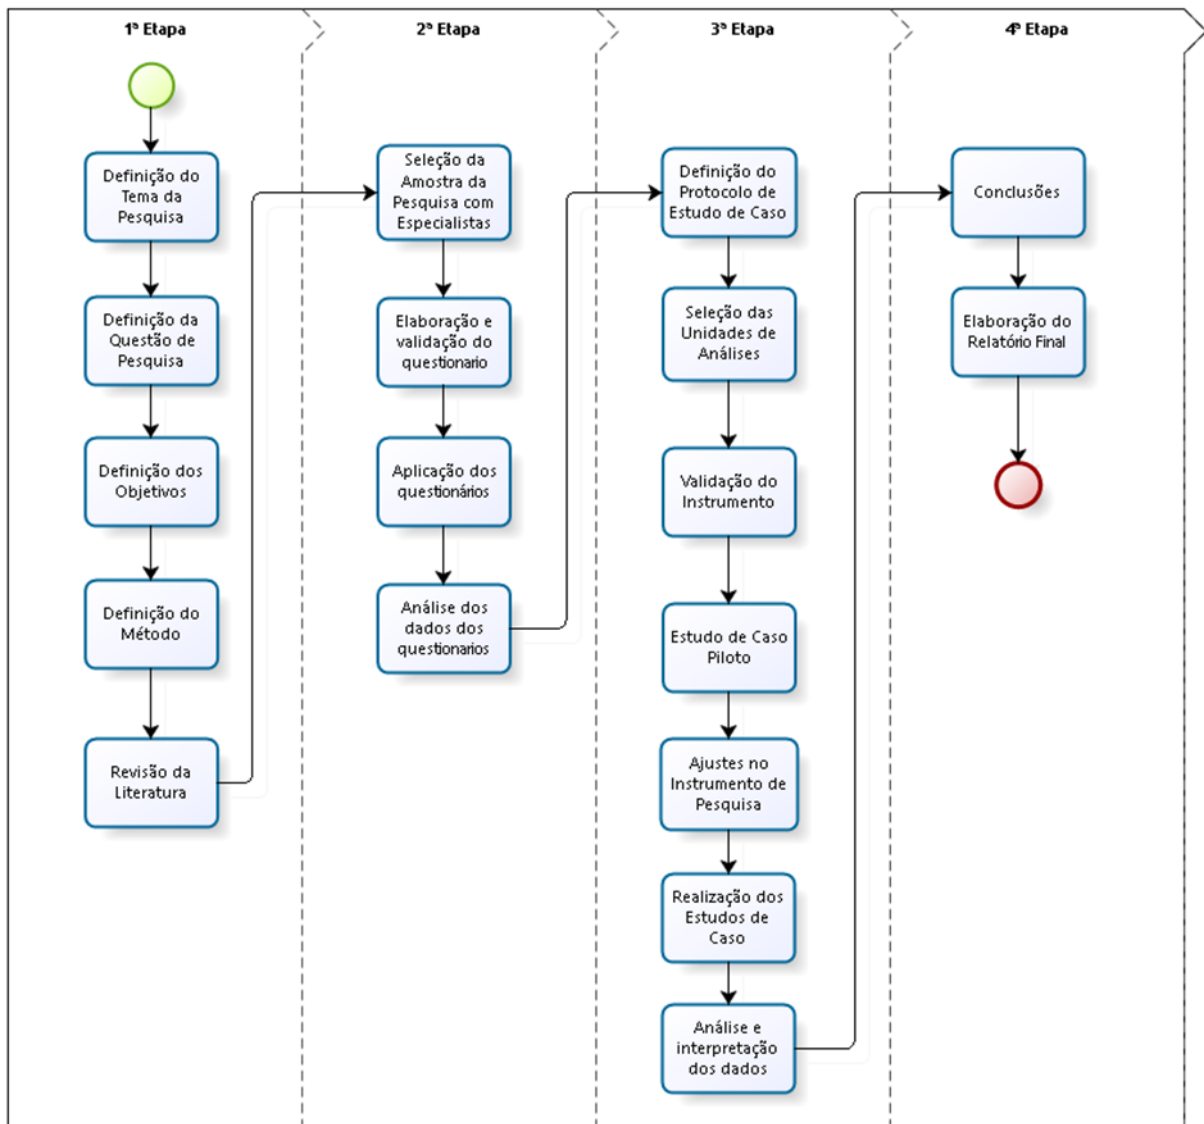 1ª Etapa
2ª Etapa
3ª Etapa
4ª Etapa
Definição do
Tema da
Pesquisa
Definição da
Questão de
Pesquisa
Definição dos
Objetivos
Definição do
Método
Revisão da
Literatura
Seleção da
Amostra da
Pesquisa com
Especialistas
Elaboração e
validação do
questionario
Aplicação dos
questionários
Análise dos
dados dos
questionarios
Definição do
Protocolo de
Estudo de Caso
Seleção das
Unidades de
Análises
Validação do
Instrumento
Estudo de Caso
Piloto
Ajustes no
Instrumento de
Pesquisa
Realização dos
Estudos de
Caso
Análise e
interpretação
dos dados
Conclusões
Elaboração do
Relatório Final